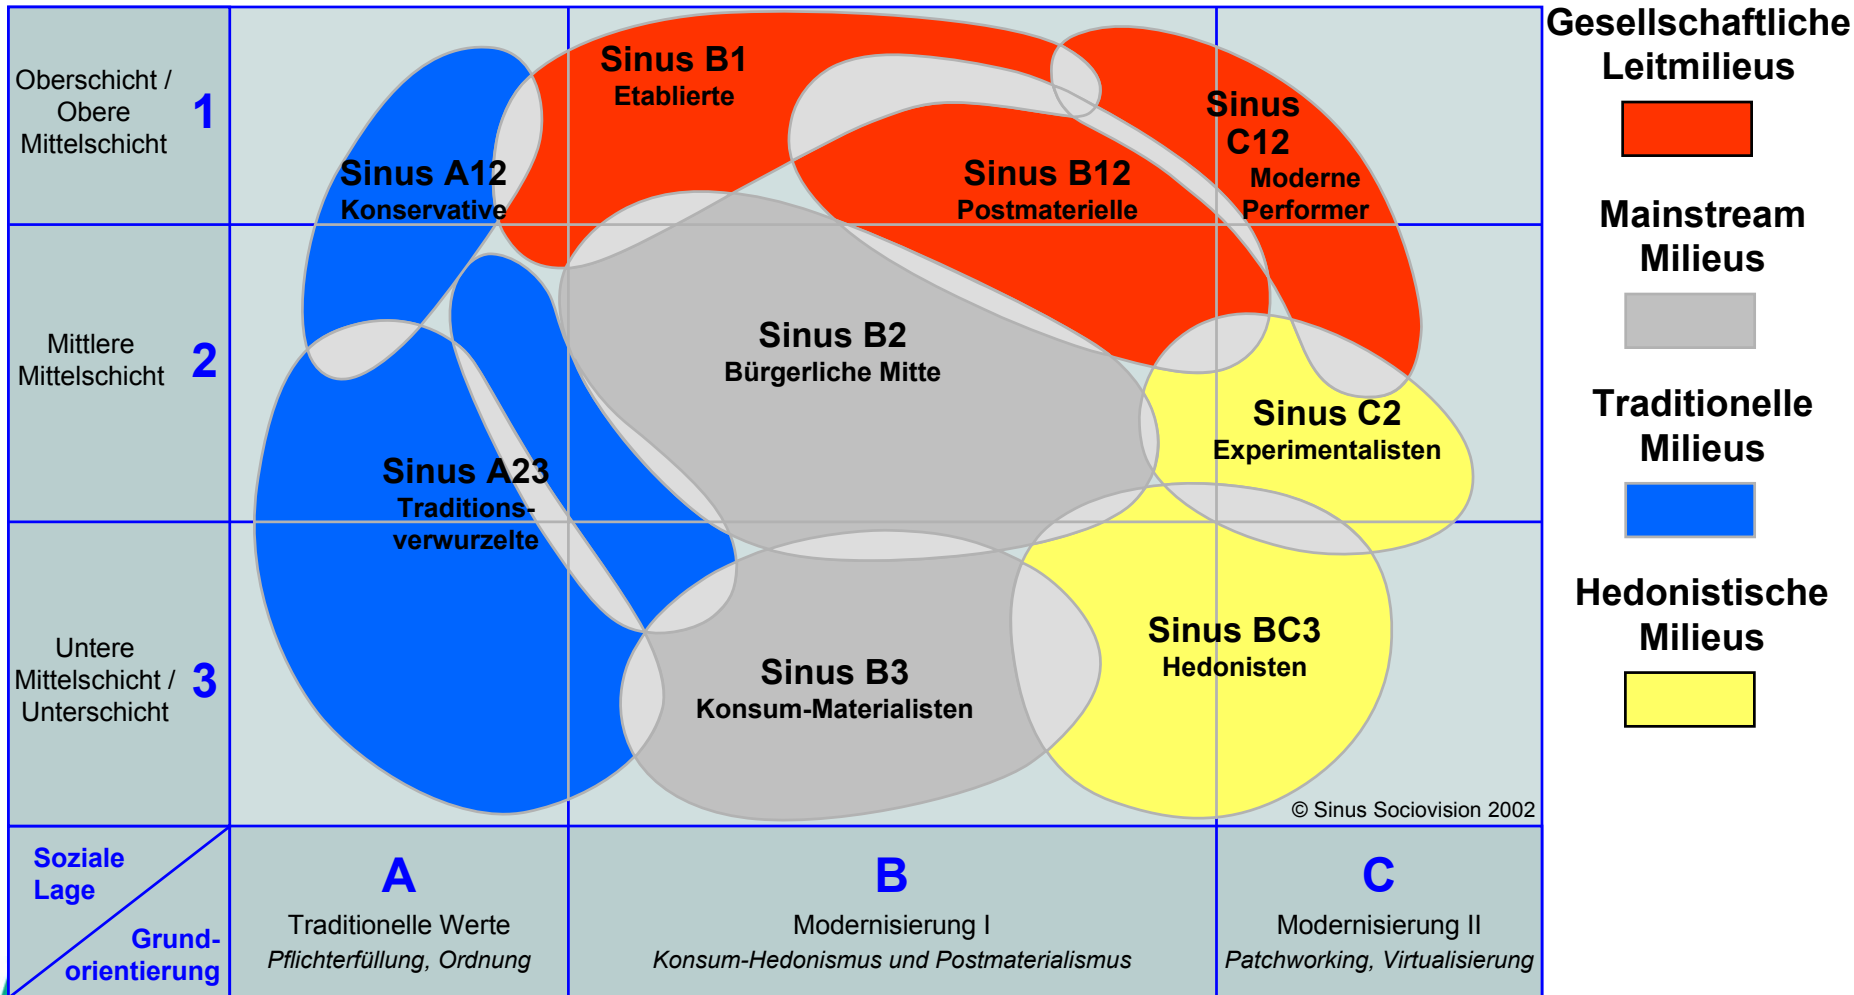 Oberschicht /
Obere
Mittelschicht
1
Sinus B1
Etablierte
Sinus A12
Konservative
Sinus B12
Postmaterielle
Sinus
C12
Moderne
Performer
Mittlere
Mittelschicht
2
Sinus B2
Bürgerliche Mitte
Sinus C2
Experimentalisten
Sinus A23
Traditions-
verwurzelte
Untere
Mittelschicht /
Unterschicht
3
Sinus B3
Konsum-Materialisten
Sinus BC3
Hedonisten
© Sinus Sociovision 2002
Soziale
Lage
Grund-
orientierung
A
Traditionelle Werte
Pflichterfüllung, Ordnung
B
Modernisierung I
Konsum-Hedonismus und Postmaterialismus
C
Modernisierung II
Patchworking, Virtualisierung
Gesellschaftliche
Leitmilieus
Mainstream
Milieus
Traditionelle
Milieus
Hedonistische
Milieus